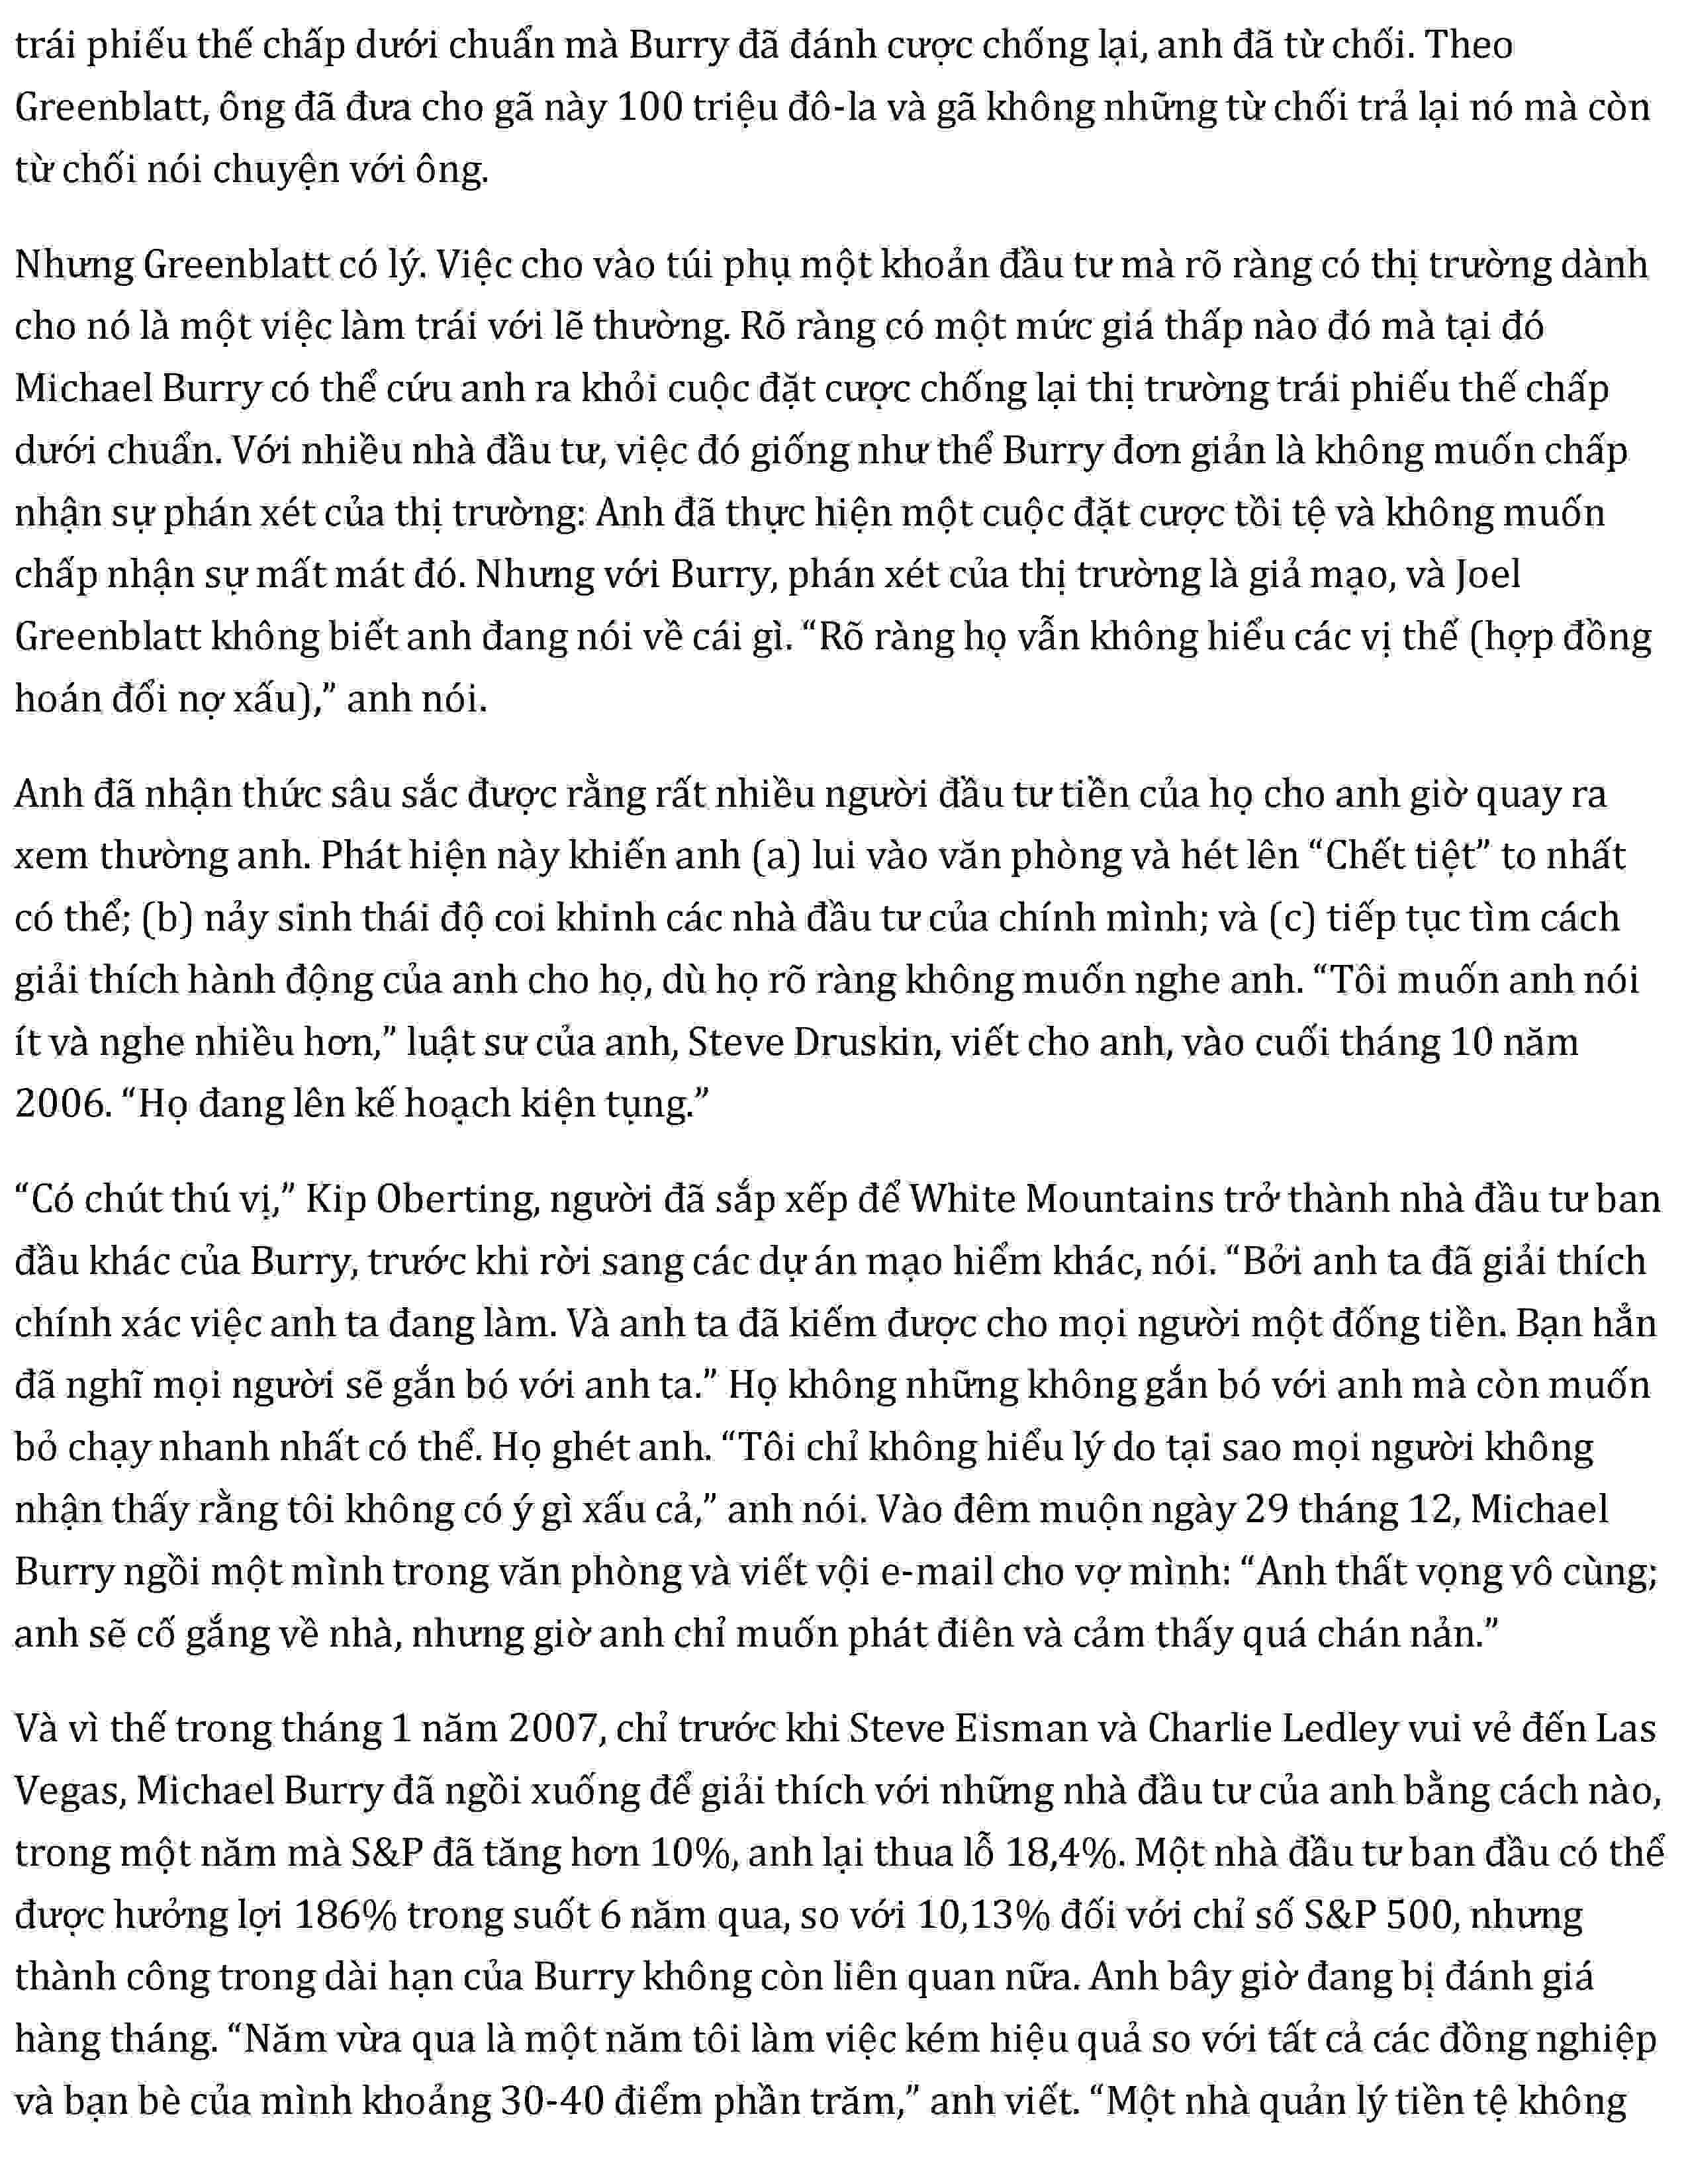 trái phiếu thế chấp dưới chuẩn mà Burry đã đánh cược chống lại, anh đã từ chối. Theo
Greenblatt, ông đã đưa cho gã này 100 triệu đô-la và gã không những từ chối trả lại nó mà còn
từ chối nói chuyện với ông.
Nhưng Greenblatt có lý. Việc cho vào túi phụ một khoản đầu tư mà rõ ràng có thị trường dành
cho nó là một việc làm trái với lẽ thường. Rõ ràng có một mức giá thấp nào đó mà tại đó
Michael Burry có thể cứu anh ra khỏi cuộc đặt cược chống lại thị trường trái phiếu thế chấp
dưới chuẩn. Với nhiều nhà đầu tư, việc đó giống như thể Burry đơn giản là không muốn chấp
nhận sự phán xét của thị trường: Anh đã thực hiện một cuộc đặt cược tồi tệ và không muốn
chấp nhận sự mất mát đó. Nhưng với Burry, phán xét của thị trường là giả mạo, và Joel
Greenblatt không biết anh đang nói về cái gì. “Rõ ràng họ vẫn không hiểu các vị thế (hợp đồng
hoán đổi nợ xấu),” anh nói.
Anh đã nhận thức sâu sắc được rằng rất nhiều người đầu tư tiền của họ cho anh giờ quay ra
xem thường anh. Phát hiện này khiến anh (a) lui vào văn phòng và hét lên “Chết tiệt” to nhất
có thể; (b) nảy sinh thái độ coi khinh các nhà đầu tư của chính mình; và (c) tiếp tục tìm cách
giải thích hành động của anh cho họ, dù họ rõ ràng không muốn nghe anh. “Tôi muốn anh nói
ít và nghe nhiều hơn,” luật sư của anh, Steve Druskin, viết cho anh, vào cuối tháng 10 năm
2006. “Họ đang lên kế hoạch kiện tụng.”
“Có chút thú vị,” Kip Oberting, người đã sắp xếp để White Mountains trở thành nhà đầu tư ban
đầu khác của Burry, trước khi rời sang các dự án mạo hiểm khác, nói. “Bởi anh ta đã giải thích
chính xác việc anh ta đang làm. Và anh ta đã kiếm được cho mọi người một đống tiền. Bạn hẳn
đã nghĩ mọi người sẽ gắn bó với anh ta.” Họ không những không gắn bó với anh mà còn muốn
bỏ chạy nhanh nhất có thể. Họ ghét anh. “Tôi chỉ không hiểu lý do tại sao mọi người không
nhận thấy rằng tôi không có ý gì xấu cả,” anh nói. Vào đêm muộn ngày 29 tháng 12, Michael
Burry ngồi một mình trong văn phòng và viết vội e-mail cho vợ mình: “Anh thất vọng vô cùng;
anh sẽ cố gắng về nhà, nhưng giờ anh chỉ muốn phát điên và cảm thấy quá chán nản.”
Và vì thế trong tháng 1 năm 2007, chỉ trước khi Steve Eisman và Charlie Ledley vui vẻ đến Las
Vegas, Michael Burry đã ngồi xuống để giải thích với những nhà đầu tư của anh bằng cách nào,
trong một năm mà S&P đã tăng hơn 10%, anh lại thua lỗ 18,4%. Một nhà đầu tư ban đầu có thể
được hưởng lợi 186% trong suốt 6 năm qua, so với 10,13% đối với chỉ số S&P 500, nhưng
thành công trong dài hạn của Burry không còn liên quan nữa. Anh bây giờ đang bị đánh giá
hàng tháng. “Năm vừa qua là một năm tôi làm việc kém hiệu quả so với tất cả các đồng nghiệp
và bạn bè của mình khoảng 30-40 điểm phần trăm,” anh viết. “Một nhà quản lý tiền tệ không